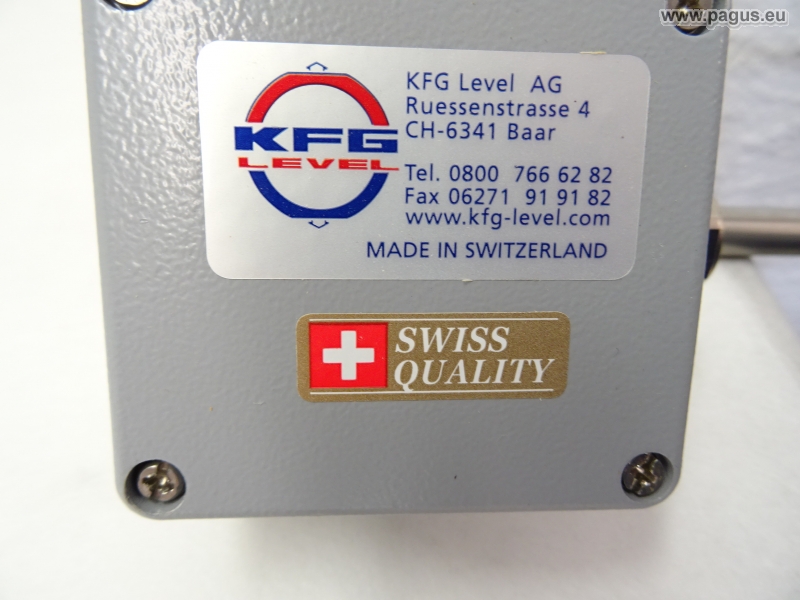 www.pagus.eu
KFG
LEVEL
KFG Level AG
Ruessenstrasse 4
CH-6341 Baar
Tel. 0800 766 62 82
Fax 06271 91 91 82
www.kfg-level.com
MADE IN SWITZERLAND
SWISS
QUALITY